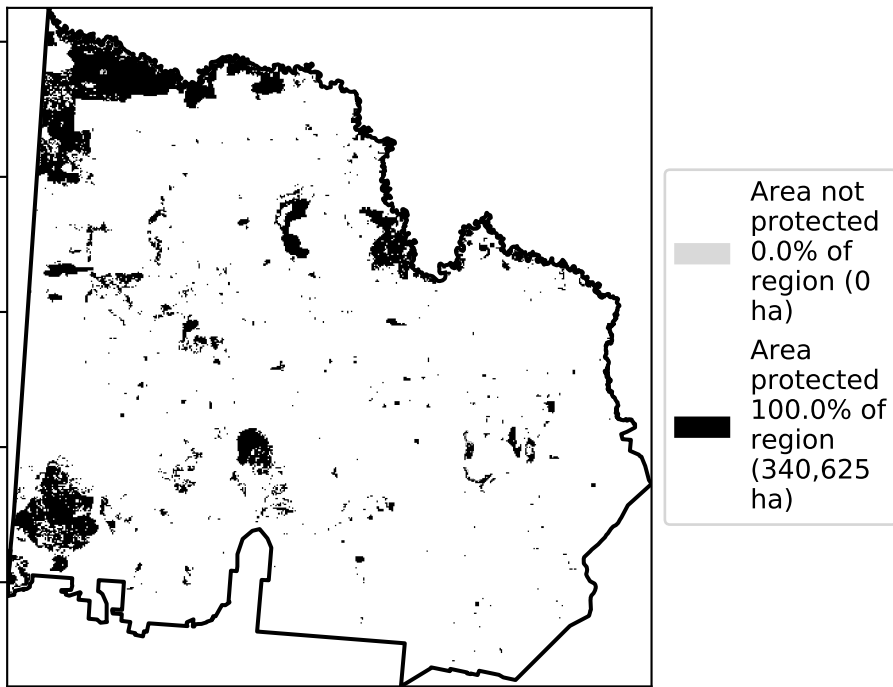 Area not
protected
0.0% of
region (0
ha)
Area
protected
100.0% of
region
(340,625
ha)